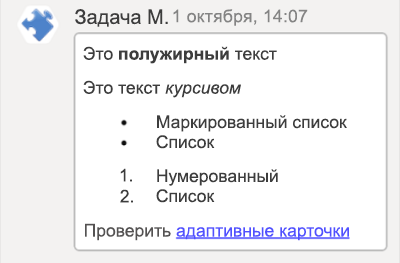 Задача М. 1 октября, 14:07
Это полужирный текст
Это текст курсивом
• Маркированный список
• Список
1. Нумерованный
2. Список
Проверить адаптивные карточки